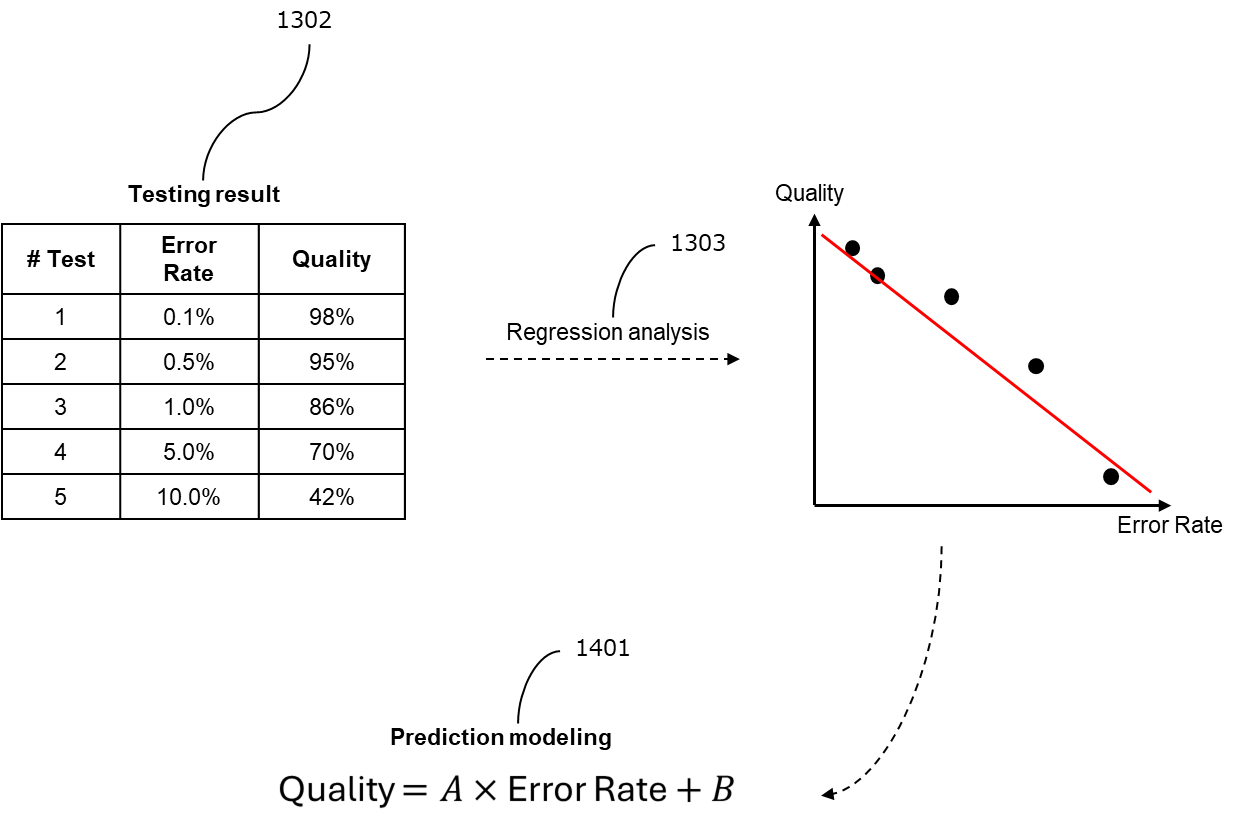 1302
Testing result
# Test Error Rate Quality
1 0.1% 98%
2 0.5% 95%
3 1.0% 86%
4 5.0% 70%
5 10.0% 42%
1303
Regression analysis
Quality
Error Rate
1401
Prediction modeling
Quality = A × Error Rate + B